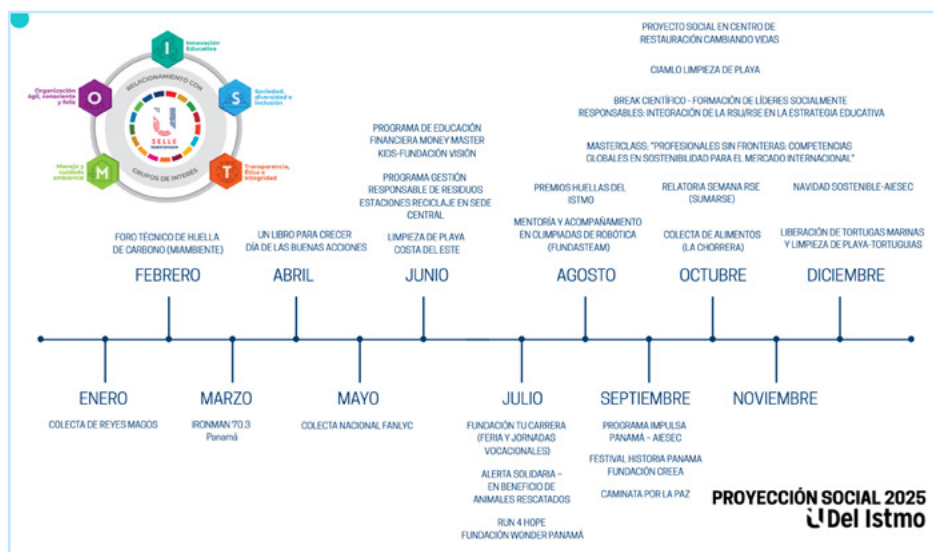 Innovación
Educativa
Organización
ágil, consciente
y feliz
Sociedad,
diversidad e
inclusión
Manejo y
cuidado
ambiental
Transparencia,
Ética e
Integridad
RELACIONAMIENTO CON
GRUPOS DE INTERÉS
I
O
S
M
T
U
SELLO
PROYECTO SOCIAL EN CENTRO DE
RESTAURACIÓN CAMBIANDO VIDAS
CIAMLO LIMPIEZA DE PLAYA
BREAK CIENTÍFICO - FORMACIÓN DE LÍDERES SOCIALMENTE
RESPONSABLES: INTEGRACIÓN DE LA RSU/RSE EN LA ESTRATEGIA EDUCATIVA
MASTERCLASS: "PROFESIONALES SIN FRONTERAS: COMPETENCIAS
GLOBALES EN SOSTENIBILIDAD PARA EL MERCADO INTERNACIONAL"
FORO TÉCNICO DE HUELLA
DE CARBONO (MIAMBIENTE)
FEBRERO
UN LIBRO PARA CRECER
DÍA DE LAS BUENAS ACCIONES
ABRIL
PROGRAMA DE EDUCACIÓN
FINANCIERA MONEY MASTER
KIDS-FUNDACIÓN VISIÓN
PROGRAMA GESTIÓN
RESPONSABLE DE RESIDUOS
ESTACIONES RECICLAJE EN SEDE
CENTRAL
LIMPIEZA DE PLAYA
COSTA DEL ESTE
JUNIO
PREMIOS HUELLAS DEL
ISTMO
MENTORÍA Y ACOMPAÑAMIENTO
EN OLIMPIADAS DE ROBÓTICA
(FUNDASTEAM)
AGOSTO
RELATORIA SEMANA RSE
(SUMARSE)
COLECTA DE ALIMENTOS
(LA CHORRERA)
OCTUBRE
NAVIDAD SOSTENIBLE-AIESEC
LIBERACIÓN DE TORTUGAS MARINAS
Y LIMPIEZA DE PLAYA-TORTUGUIAS
DICIEMBRE
ENERO
COLECTA DE REYES MAGOS
MARZO
IRONMAN 70.3
Panamá
MAYO
COLECTA NACIONAL FANLYC
JULIO
FUNDACIÓN TU CARRERA
(FERIA Y JORNADAS
VOCACIONALES)
ALERTA SOLIDARIA –
EN BENEFICIO DE
ANIMALES RESCATADOS
RUN 4 HOPE
FUNDACIÓN WONDER PANAMÁ
SEPTIEMBRE
PROGRAMA IMPULSA
PANAMÁ – AIESEC
FESTIVAL HISTORIA PANAMA
FUNDACIÓN CREEA
CAMINATA POR LA PAZ
NOVIEMBRE
PROYECCIÓN SOCIAL 2025
U Del Istmo